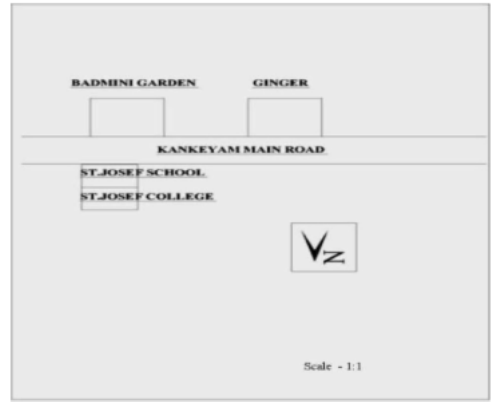 BADMINI GARDEN GINGER
KANKEYAM MAIN ROAD
ST.JOSEF SCHOOL
ST.JOSEF COLLEGE
N
Scale - 1:1